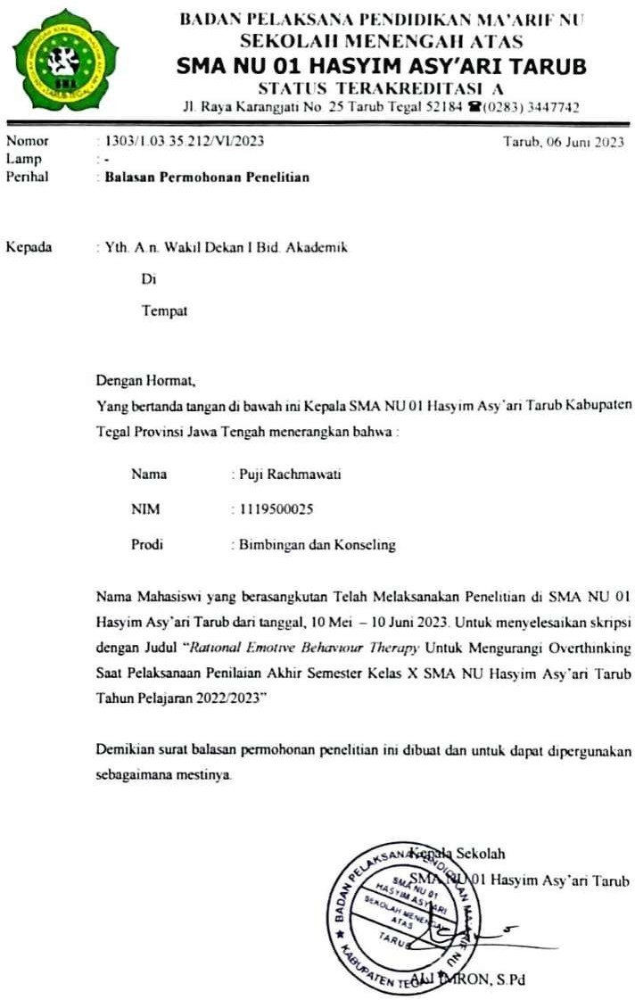 BADAN PELAKSANA PENDIDIKAN MA'ARIF NU
SEKOLAH MENENGAH ATAS
SMA NU 01 HASYIM ASY'ARI TARUB
STATUS TERAKREDITASI A
Jl. Raya Karangjati No. 25 Tarub Tegal 52184 ☎(0283) 3447742
SMA
TARUB TEGAL
Nomor : 1303/1.03.35.212/VI/2023 Tarub, 06 Juni 2023
Lamp : -
Perihal : Balasan Permohonan Penelitian
Kepada : Yth. A.n. Wakil Dekan I Bid. Akademik
Di
Tempat
Dengan Hormat,
Yang bertanda tangan di bawah ini Kepala SMA NU 01 Hasyim Asy'ari Tarub Kabupaten
Tegal Provinsi Jawa Tengah menerangkan bahwa :
Nama : Puji Rachmawati
NIM : 1119500025
Prodi : Bimbingan dan Konseling
Nama Mahasiswi yang berasangkutan Telah Melaksanakan Penelitian di SMA NU 01
Hasyim Asy'ari Tarub dari tanggal, 10 Mei – 10 Juni 2023. Untuk menyelesaikan skripsi
dengan Judul "Rational Emotive Behaviour Therapy Untuk Mengurangi Overthinking
Saat Pelaksanaan Penilaian Akhir Semester Kelas X SMA NU Hasyim Asy'ari Tarub
Tahun Pelajaran 2022/2023"
Demikian surat balasan permohonan penelitian ini dibuat dan untuk dapat dipergunakan
sebagaimana mestinya.
Kepala Sekolah
SMA NU 01 Hasyim Asy'ari Tarub
BADAN PELAKSANA PENDIDIKAN MA'ARIF NU
SMA NU 01
HASYIM ASY'ARI
SEKOLAH MENENGAH
ATAS
TARUB
KABUPATEN TEGAL
ALI IMRON, S.Pd